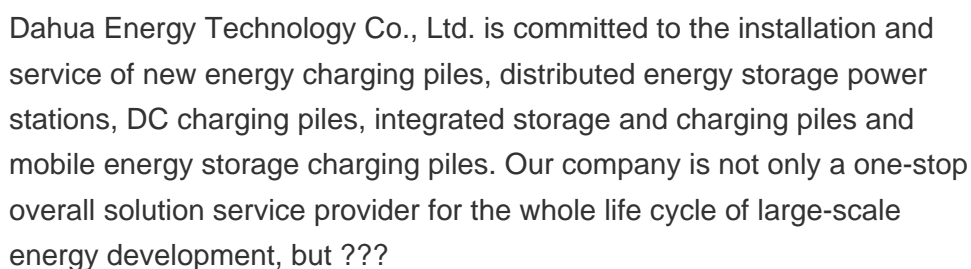 Dahua Energy Technology Co., Ltd. is committed to the installation and
service of new energy charging piles, distributed energy storage power
stations, DC charging piles, integrated storage and charging piles and
mobile energy storage charging piles. Our company is not only a one-stop
overall solution service provider for the whole life cycle of large-scale
energy development, but ???